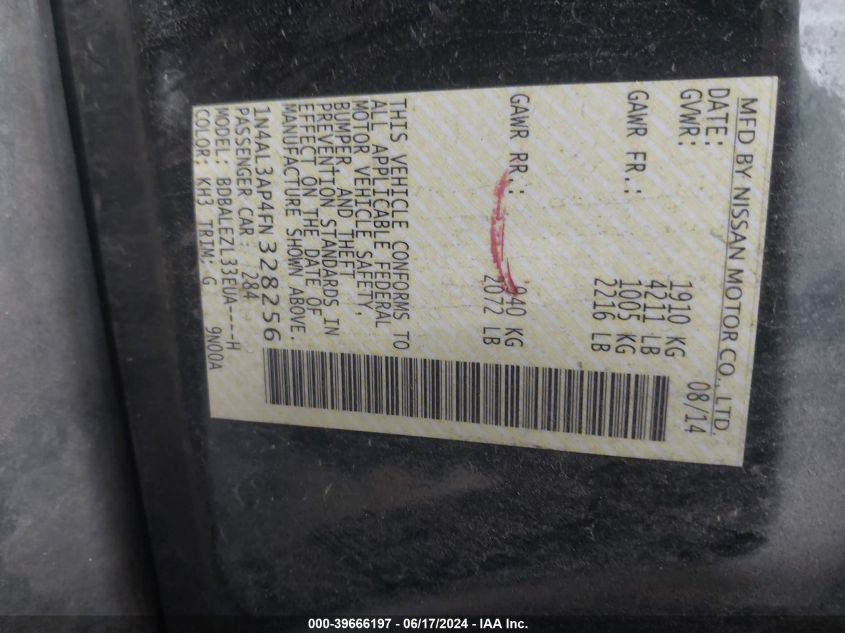 MFD BY NISSAN MOTOR CO., LTD.
DATE: 08/14
GVWR: 1910 KG
4211 LB
GAWR FR.: 1005 KG
2216 LB
GAWR RR.: 940 KG
2072 LB
THIS VEHICLE CONFORMS TO
ALL APPLICABLE FEDERAL
MOTOR VEHICLE SAFETY,
BUMPER, AND THEFT
PREVENTION STANDARDS IN
EFFECT ON THE DATE OF
MANUFACTURE SHOWN ABOVE.
1N4AL3AP4FN328256
PASSENGER CAR: 284
MODEL: BDBALEZL33EUA----H
COLOR: KH3 TRIM: G 9N00A
000-39666197 - 06/17/2024 - IAA Inc.